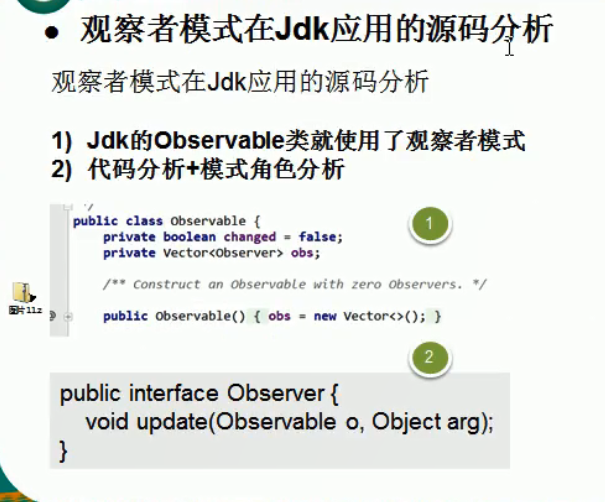 ● 观察者模式在Jdk应用的源码分析
观察者模式在Jdk应用的源码分析
1) Jdk的Observable类就使用了观察者模式
2) 代码分析+模式角色分析
*/
public class Observable {
private boolean changed = false;
private Vector<Observer> obs;
/** Construct an Observable with zero Observers. */
public Observable() { obs = new Vector<>(); }
1
图片11z
2
public interface Observer {
void update(Observable o, Object arg);
}